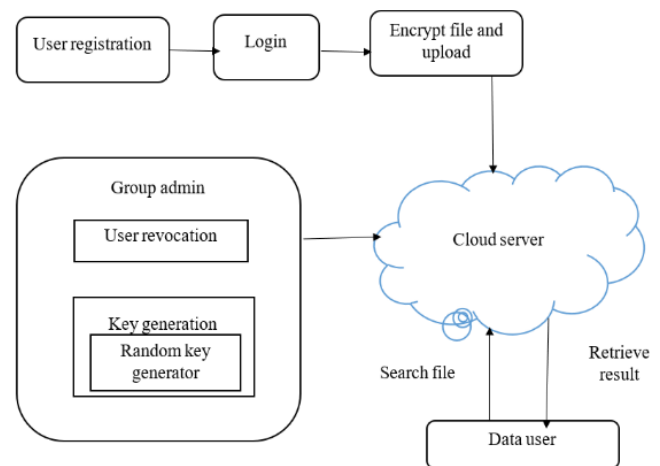 User registration
Login
Encrypt file and
upload
Group admin
User revocation
Key generation
Random key
generator
Cloud server
Search file
Retrieve
result
Data user